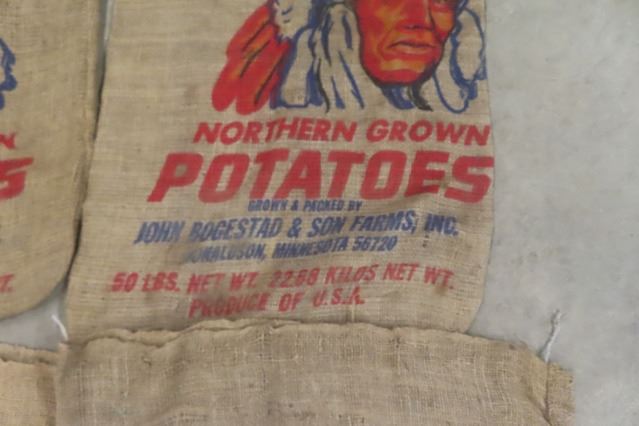 NORTHERN GROWN
POTATOES
GROWN & PACKED BY
JOHN BOGESTAD & SON FARMS, INC.
DONALDSON, MINNESOTA 56720
50 LBS. NET WT. 22.68 KILOS NET WT.
PRODUCE OF U.S.A.
N
S
T.